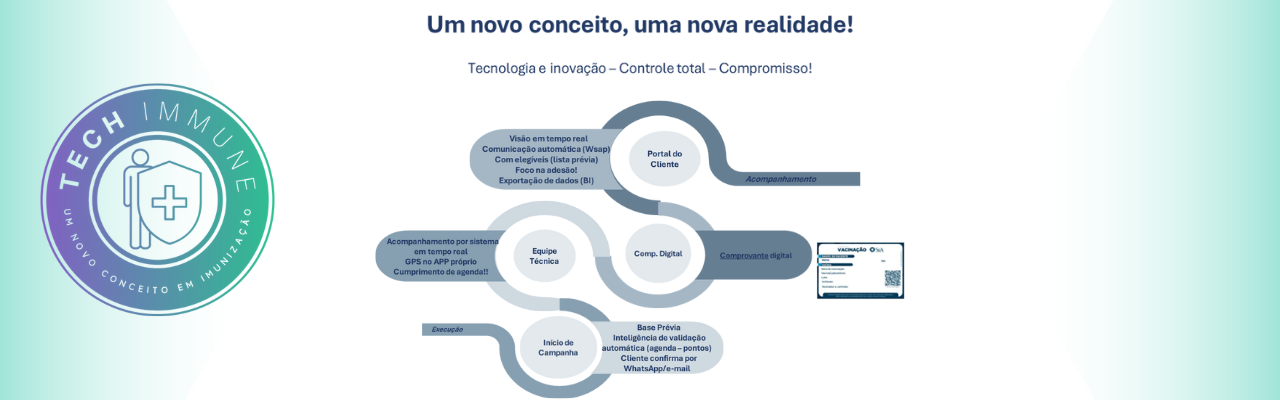 Um novo conceito, uma nova realidade!
Tecnologia e inovação – Controle total – Compromisso!
TECH IMMUNE
UM NOVO CONCEITO EM IMUNIZAÇÃO
Visão em tempo real
Comunicação automática (Wsap)
Com elegíveis (lista prévia)
Foco na adesão!
Exportação de dados (BI)
Portal do
Cliente
Acompanhamento
Acompanhamento por sistema
em tempo real
GPS no APP próprio
Cumprimento de agenda!!
Equipe
Técnica
Comp. Digital
Comprovante digital
VACINAÇÃO
Execução
Início de
Campanha
Base Prévia
Inteligência de validação
automática (agenda – pontos)
Cliente confirma por
WhatsApp/e-mail